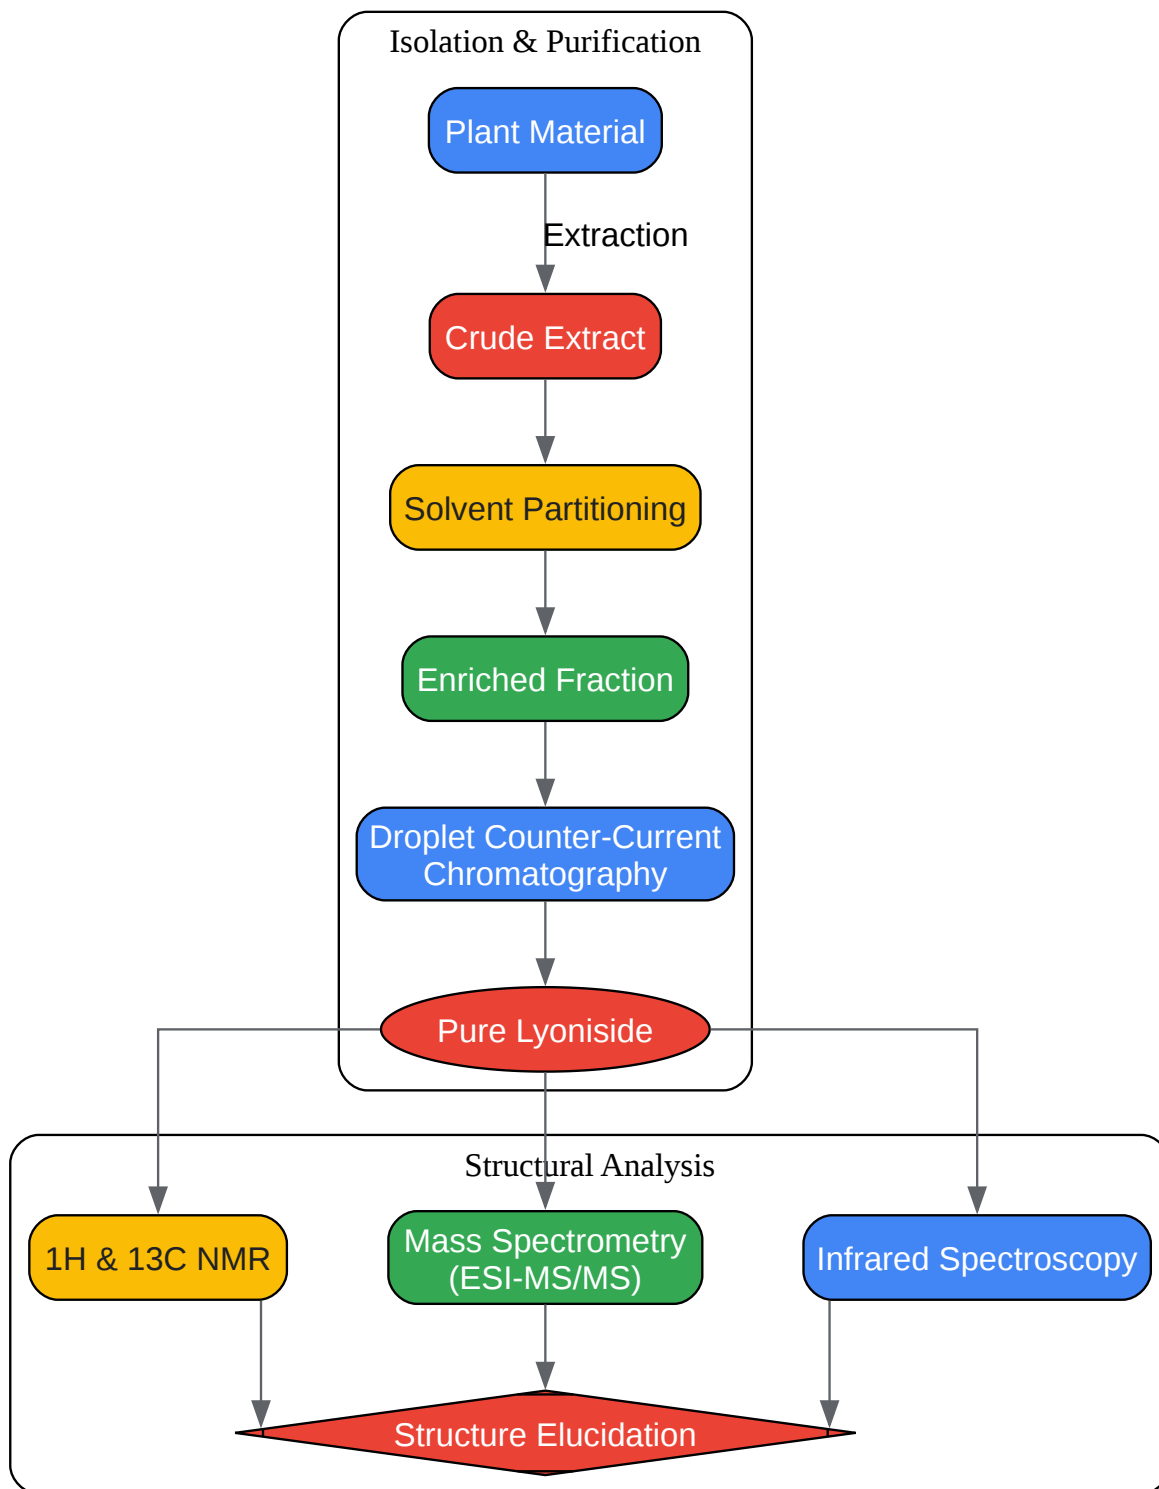 Isolation & Purification
Plant Material
Extraction
Crude Extract
Solvent Partitioning
Enriched Fraction
Droplet Counter-Current
Chromatography
Pure Lyoniside
Structural Analysis
1H & 13C NMR
Mass Spectrometry
(ESI-MS/MS)
Infrared Spectroscopy
Structure Elucidation